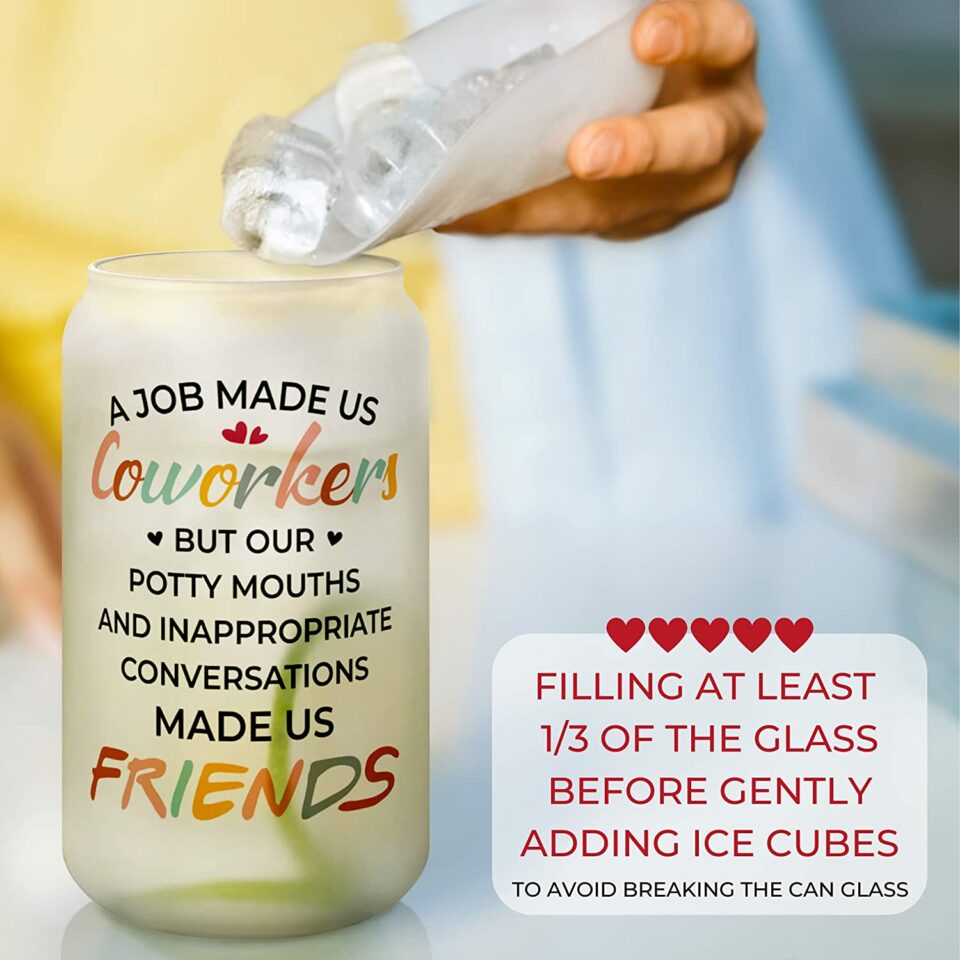 A JOB MADE US
Coworkers
BUT OUR
POTTY MOUTHS
AND INAPPROPRIATE
CONVERSATIONS
MADE US
FRIENDS
FILLING AT LEAST
1/3 OF THE GLASS
BEFORE GENTLY
ADDING ICE CUBES
TO AVOID BREAKING THE CAN GLASS